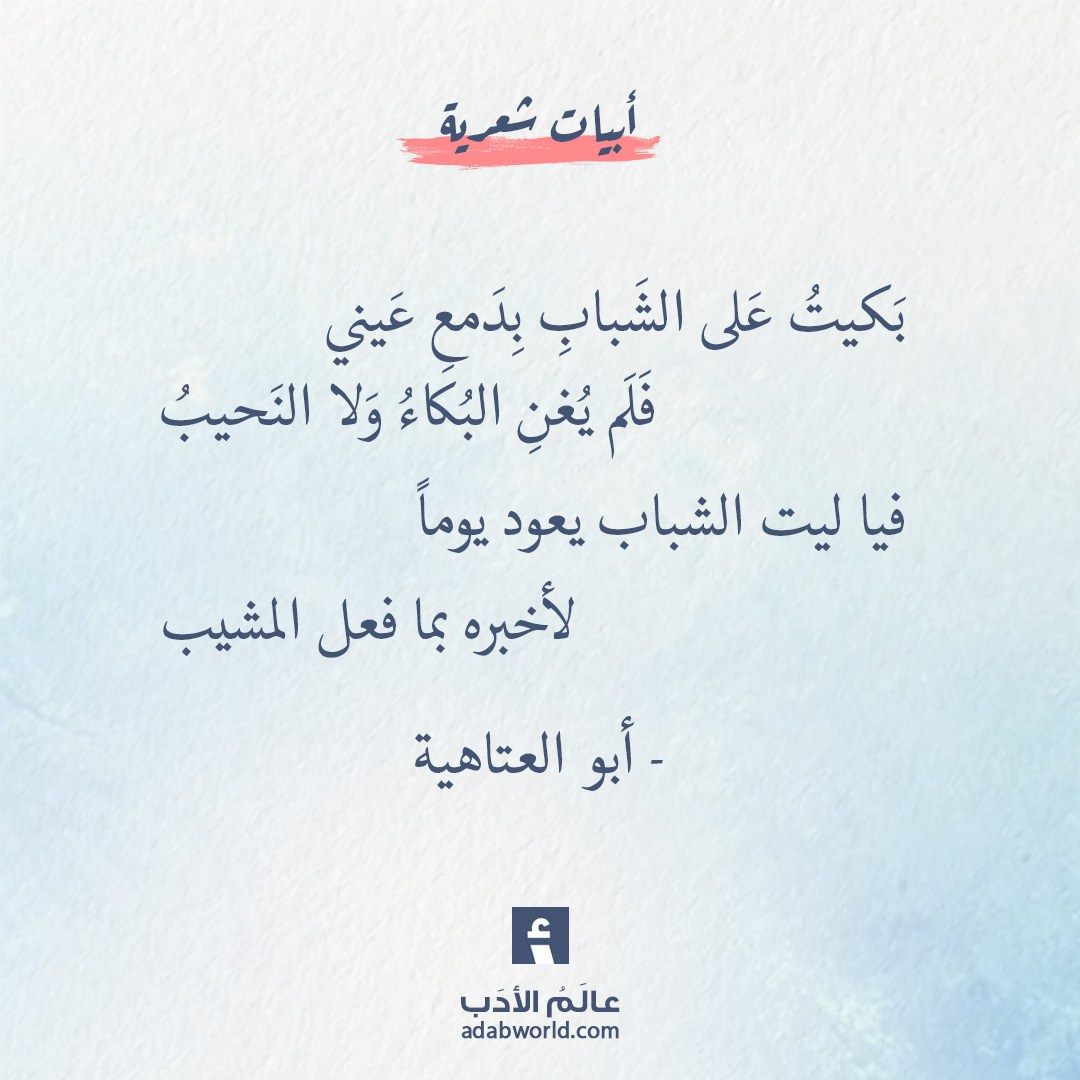 أبيات شعرية
بَكيتُ عَلى الشَبابِ بِدَمعِ عَيني
فَلَم يُغنِ البُكاءُ وَلا النَحيبُ
فيا ليت الشباب يعود يوماً
لأخبره بما فعل المشيب
- أبو العتاهية
أ
عالَمُ الأدَب
adabworld.com